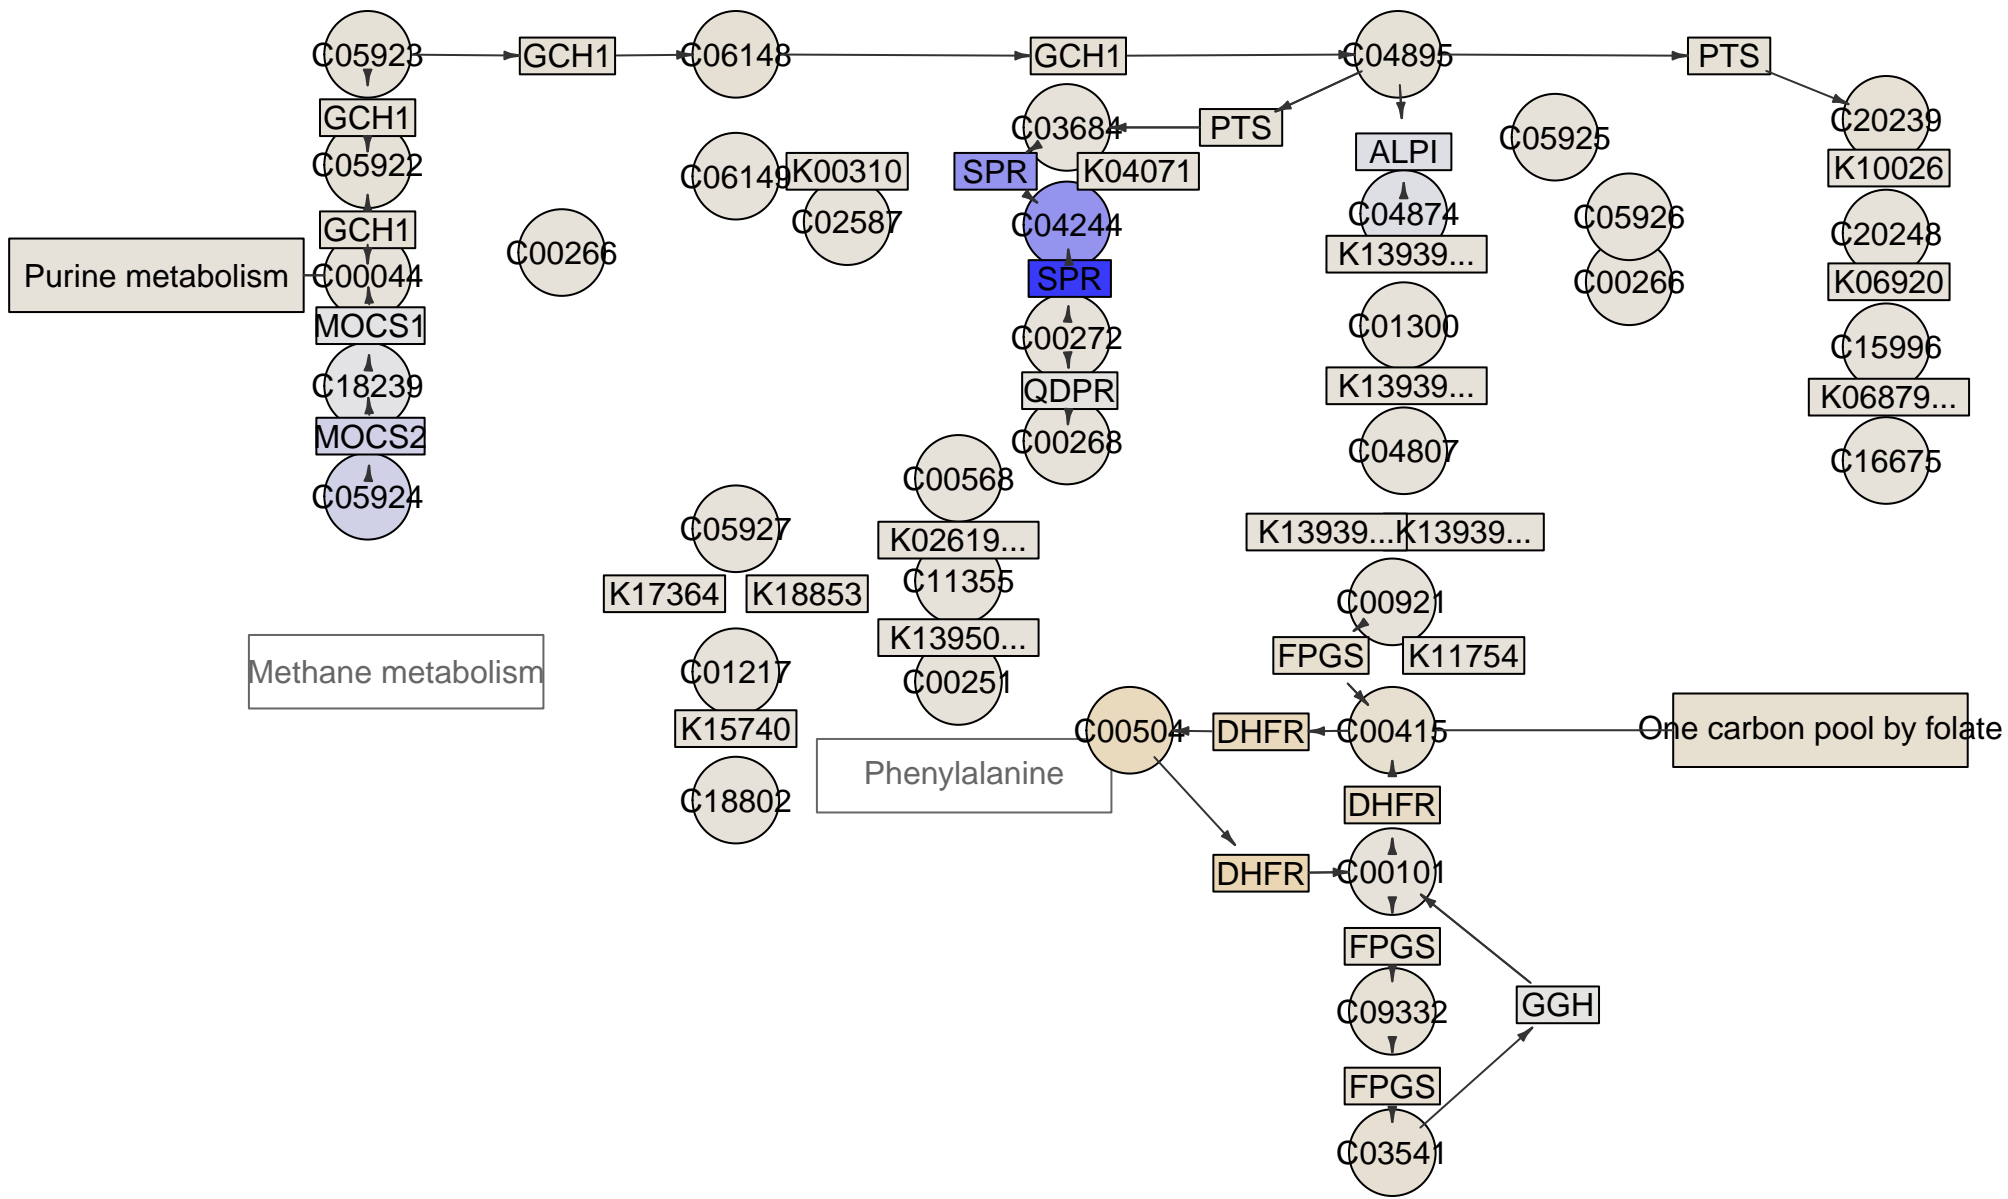 C05923
GCH1
C06148
GCH1
C04895
PTS
GCH1
C03684
PTS
C20239
C05922
C06149
K00310
SPR
K04071
ALPI
C05925
K10026
GCH1
C00266
C02587
C04244
C04874
C05926
C20248
Purine metabolism
C00044
SPR
K13939...
C00266
K06920
MOCS1
C00272
C01300
C15996
C18239
QDPR
K13939...
K06879...
MOCS2
C00268
C04807
C16675
C05924
C00568
C05927
K02619...
K13939...
K13939...
K17364
K18853
C11355
C00921
Methane metabolism
C01217
K13950...
FPGS
K11754
C00251
K15740
C00504
DHFR
C00415
One carbon pool by folate
Phenylalanine
C18802
DHFR
DHFR
C00101
FPGS
C09332
GGH
FPGS
C03541